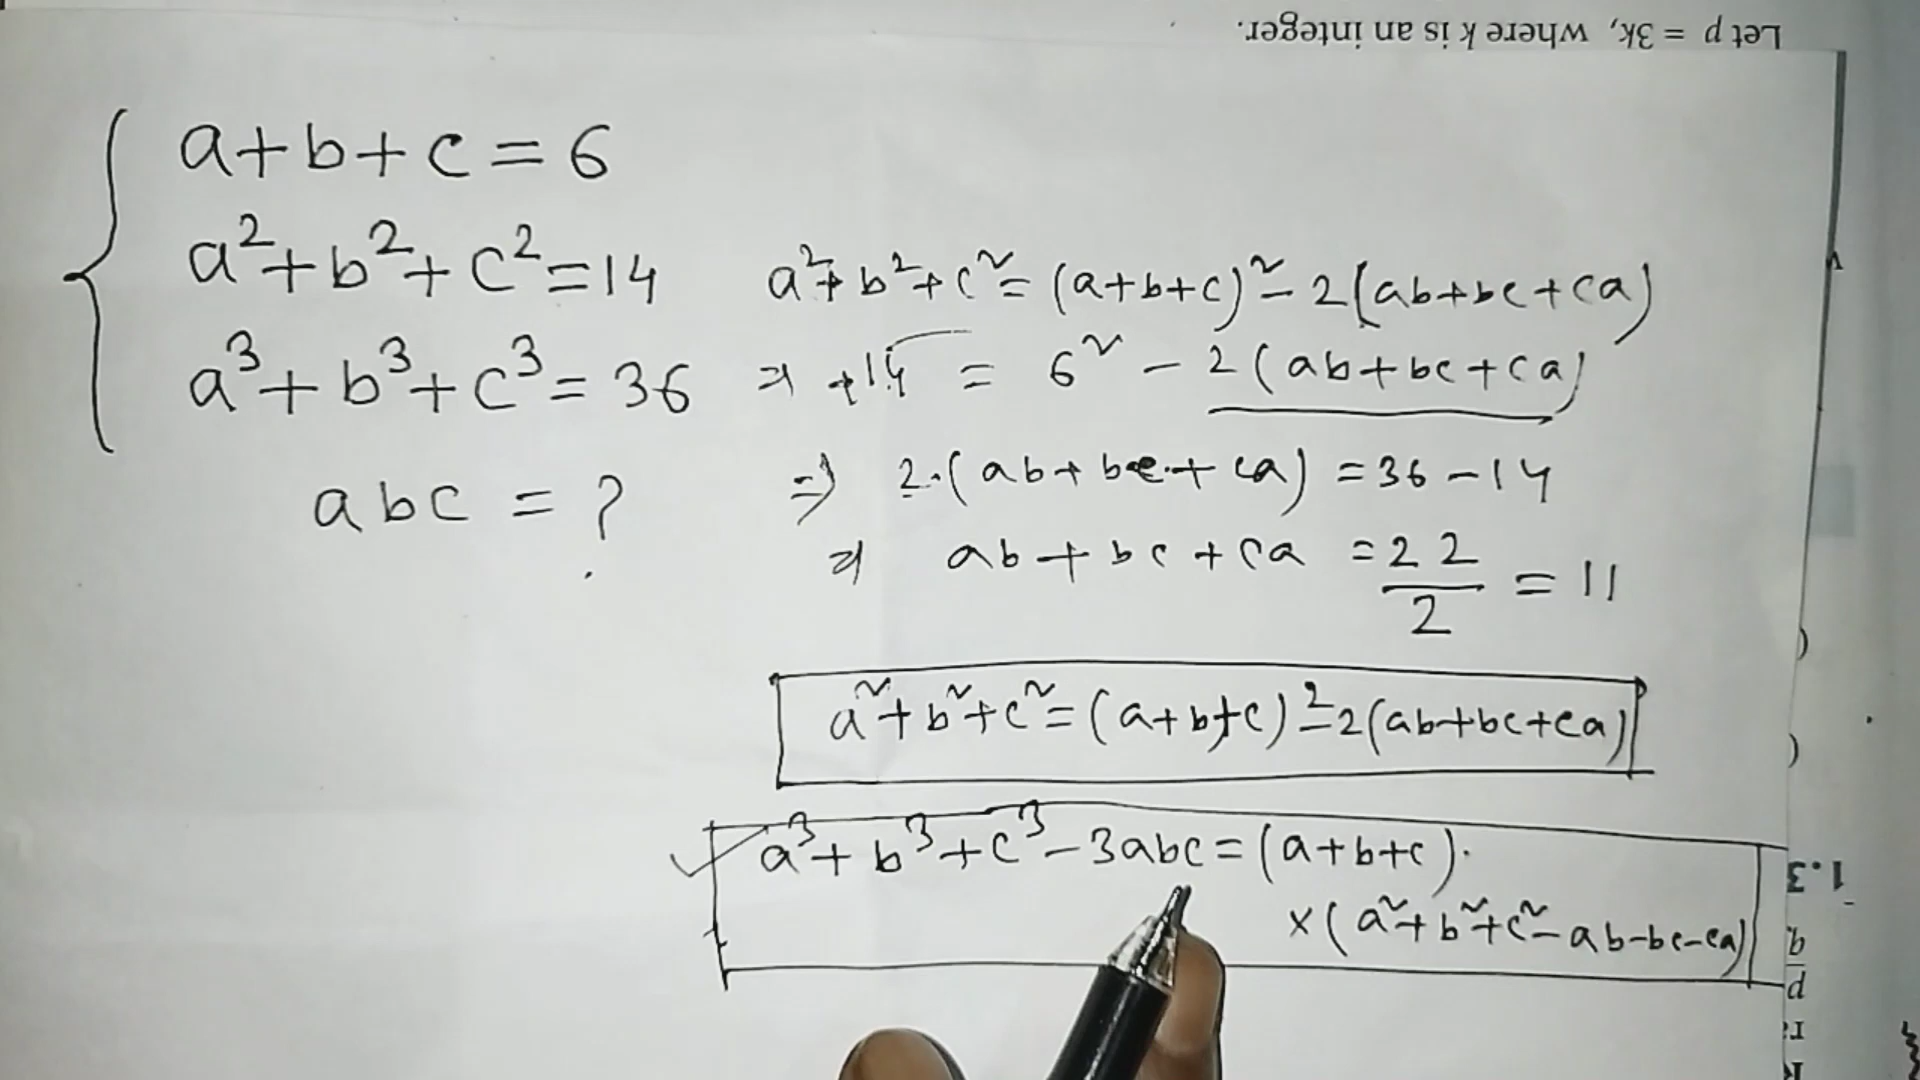 Let p = 3k, where k is an integer.
a+b+c=6
a²+b²+c²=14
a³+b³+c³=36
abc = ?
a²+b²+c²=(a+b+c)²-2(ab+bc+ca)
⇒ +14 = 6² - 2(ab+bc+ca)
⇒ 2.(ab+bc+ca)=36-14
⇒ ab+bc+ca =22/2 = 11
a²+b²+c²=(a+b+c)²-2(ab+bc+ca)
a³+b³+c³-3abc=(a+b+c).
×(a²+b²+c²-ab-bc-ca)
1.3
q
p